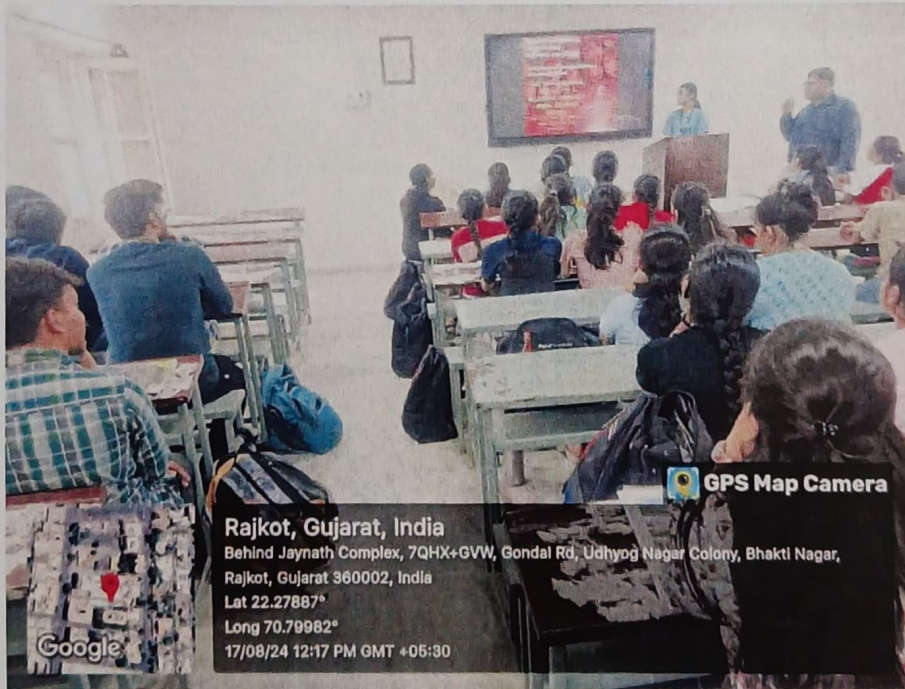 GPS Map Camera
Rajkot, Gujarat, India
Behind Jaynath Complex, 7QHX+GVW, Gondal Rd, Udhyog Nagar Colony, Bhakti Nagar,
Rajkot, Gujarat 360002, India
Lat 22.27887°
Long 70.79982°
17/08/24 12:17 PM GMT +05:30
Google